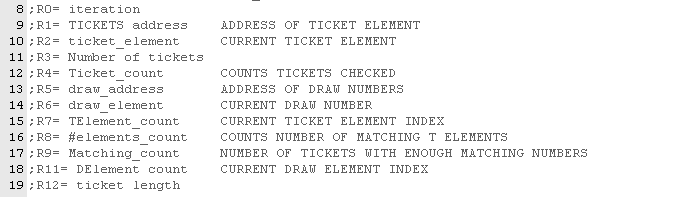 8 ;R0= iteration
9 ;R1= TICKETS address ADDRESS OF TICKET ELEMENT
10 ;R2= ticket_element CURRENT TICKET ELEMENT
11 ;R3= Number of tickets
12 ;R4= Ticket_count COUNTS TICKETS CHECKED
13 ;R5= draw_address ADDRESS OF DRAW NUMBERS
14 ;R6= draw_element CURRENT DRAW NUMBER
15 ;R7= TElement_count CURRENT TICKET ELEMENT INDEX
16 ;R8= #elements_count COUNTS NUMBER OF MATCHING T ELEMENTS
17 ;R9= Matching_count NUMBER OF TICKETS WITH ENOUGH MATCHING NUMBERS
18 ;R11= DElement count CURRENT DRAW ELEMENT INDEX
19 ;R12= ticket length